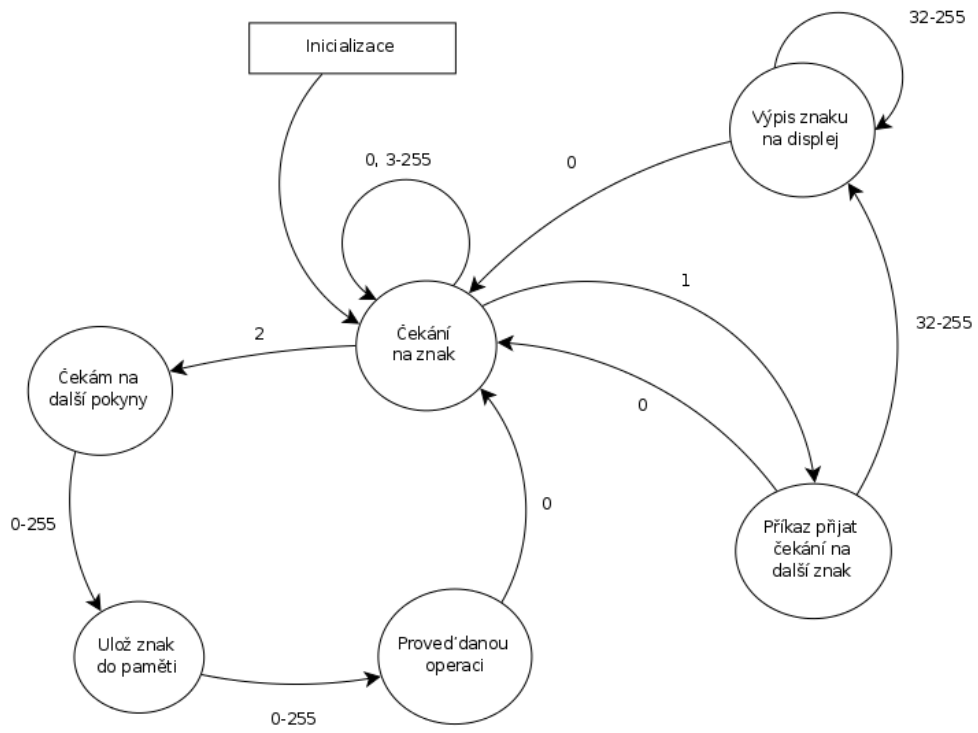 32-255
Inicializace
Výpis znaku
na displej
0, 3-255
0
1
Čekání
na znak
2
32-255
Čekám na
další pokyny
0
0
0-255
Příkaz přijat
čekání na
další znak
Ulož znak
do paměti
Proveď danou
operaci
0-255